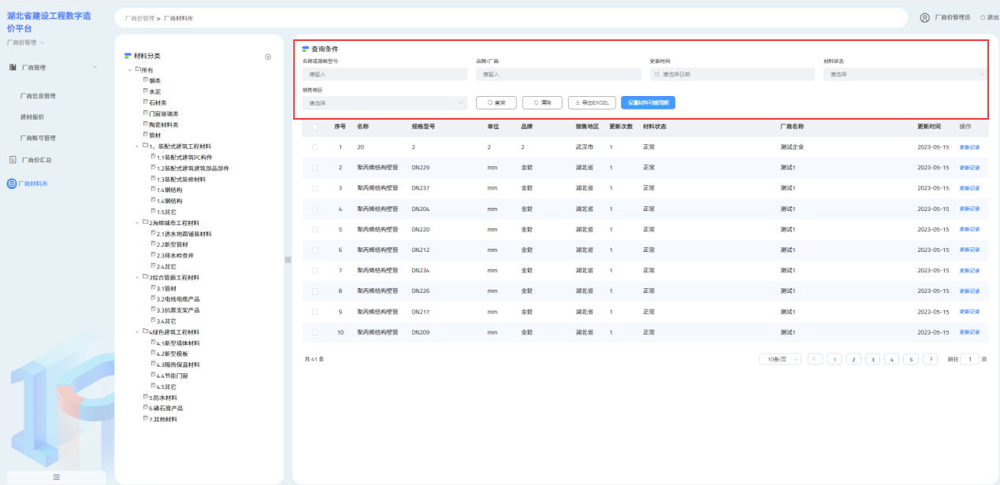 湖北省建设工程数字造
价平台
厂商价管理
厂商价管理 > 厂商材料库
厂商价管理员 退出
厂商管理
厂商信息管理
建材报价
厂商账号管理
厂商价汇总
厂商材料库
材料分类
所有
钢类
水泥
石材类
门窗玻璃类
陶瓷材料类
管材
1、装配式建筑工程材料
1.1装配式建筑PC构件
1.2装配式建筑建筑部品部件
1.3装配式装修材料
1.4钢结构
1.4钢结构
1.5其它
2海绵城市工程材料
2.1透水地面铺装材料
2.2新型管材
2.3排水检查井
2.4其它
3综合管廊工程材料
3.1管材
3.2电线电缆产品
3.3抗震支架产品
3.4其它
4绿色建筑工程材料
4.1新型墙体材料
4.2新型模板
4.3隔热保温材料
4.4节能门窗
4.5其它
5.防水材料
6.磷石膏产品
7.其他材料
查询条件
名称或规格型号: 品牌/厂商: 更新时间 材料状态
请输入 请输入 请选择日期 请选择
销售地区
请选择 查询 清除 导出EXCEL 设置材料刊播周期
序号 名称 规格型号 单位 品牌 销售地区 更新次数 材料状态 厂商名称 更新时间 操作
1 20 2 2 2 武汉市 1 正常 测试企业 2023-05-15 更新记录
2 聚丙烯结构壁管 DN229 mm 金銓 湖北省 1 正常 测试1 2023-05-15 更新记录
3 聚丙烯结构壁管 DN237 mm 金銓 湖北省 1 正常 测试1 2023-05-15 更新记录
4 聚丙烯结构壁管 DN204 mm 金銓 湖北省 1 正常 测试1 2023-05-15 更新记录
5 聚丙烯结构壁管 DN220 mm 金銓 湖北省 1 正常 测试1 2023-05-15 更新记录
6 聚丙烯结构壁管 DN212 mm 金銓 湖北省 1 正常 测试1 2023-05-15 更新记录
7 聚丙烯结构壁管 DN234 mm 金銓 湖北省 1 正常 测试1 2023-05-15 更新记录
8 聚丙烯结构壁管 DN226 mm 金銓 湖北省 1 正常 测试1 2023-05-15 更新记录
9 聚丙烯结构壁管 DN217 mm 金銓 湖北省 1 正常 测试1 2023-05-15 更新记录
10 聚丙烯结构壁管 DN209 mm 金銓 湖北省 1 正常 测试1 2023-05-15 更新记录
共 41 条 10条/页 1 2 3 4 5 前往 1 页